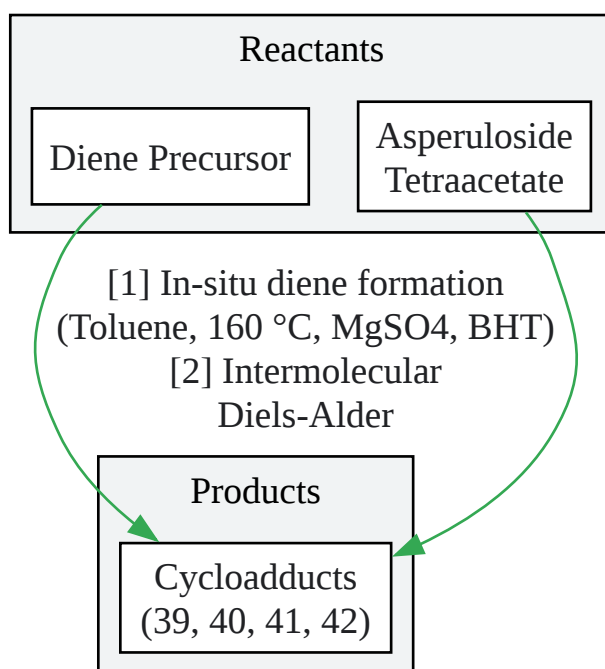 Reactants
Diene Precursor
Asperuloside
Tetraacetate
[1] In-situ diene formation
(Toluene, 160 °C, MgSO4, BHT)
[2] Intermolecular
Diels-Alder
Products
Cycloadducts
(39, 40, 41, 42)